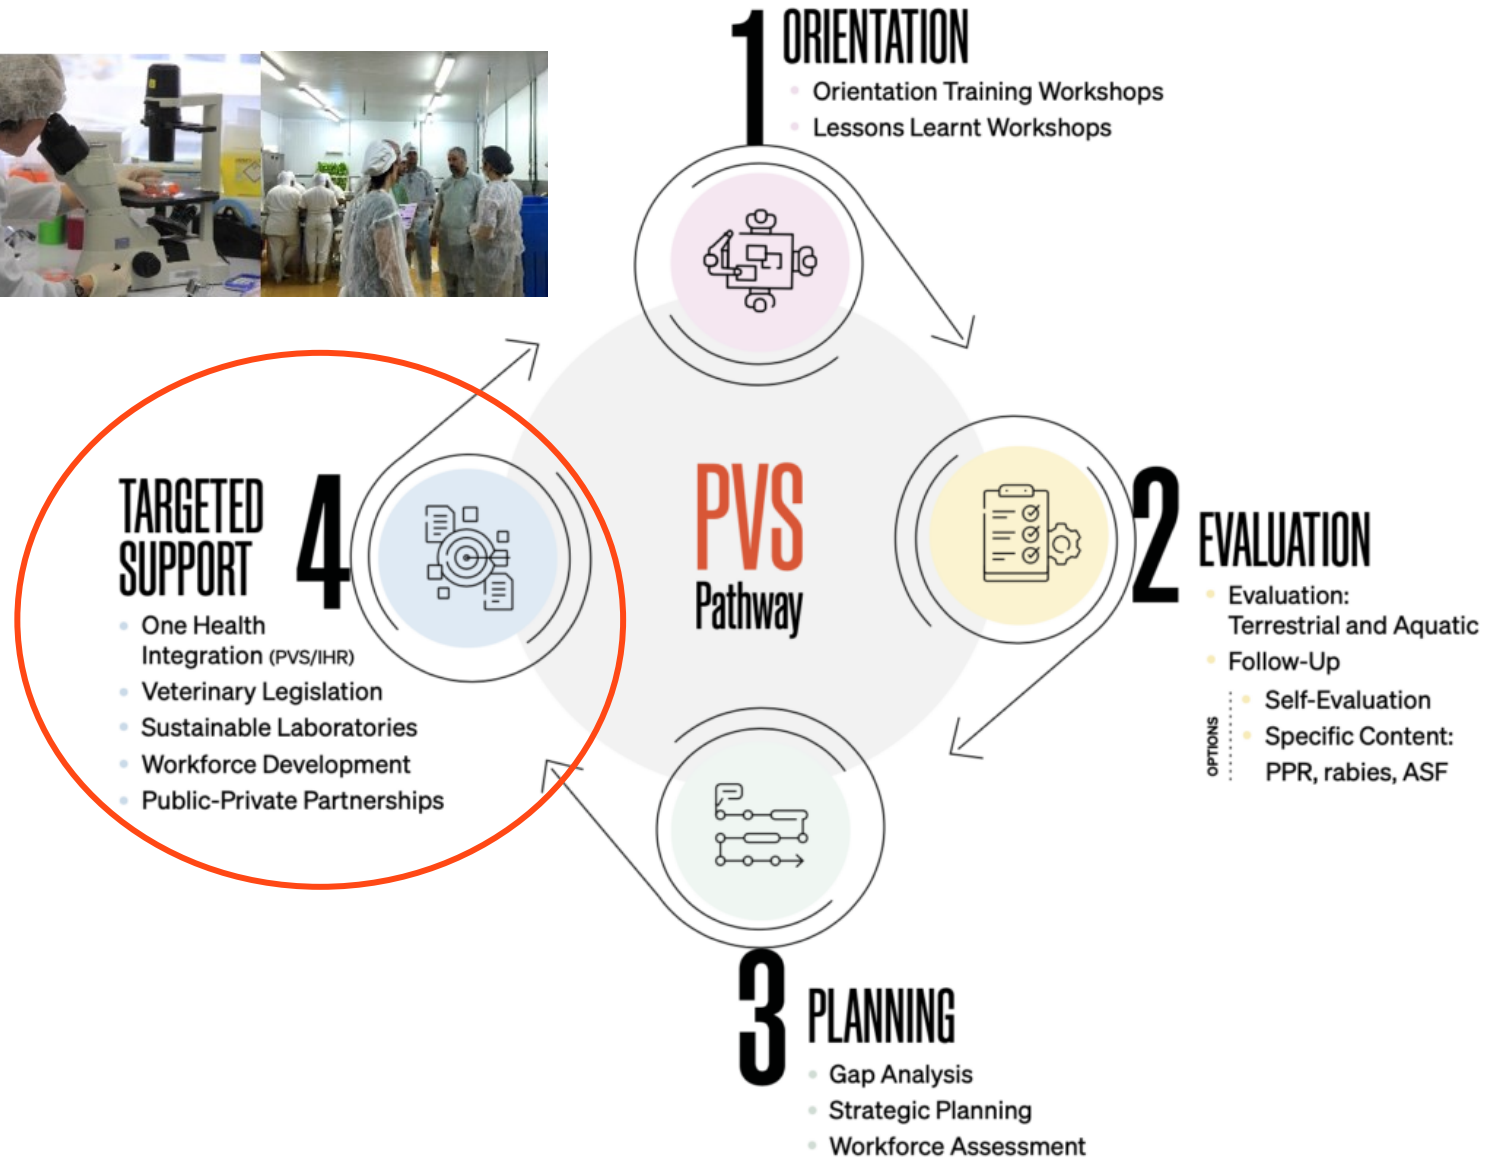 1 ORIENTATION
Orientation Training Workshops
Lessons Learnt Workshops
PVS
Pathway
2 EVALUATION
Evaluation:
Terrestrial and Aquatic
Follow-Up
OPTIONS
Self-Evaluation
Specific Content:
PPR, rabies, ASF
3 PLANNING
Gap Analysis
Strategic Planning
Workforce Assessment
TARGETED
SUPPORT 4
One Health
Integration (PVS/IHR)
Veterinary Legislation
Sustainable Laboratories
Workforce Development
Public-Private Partnerships